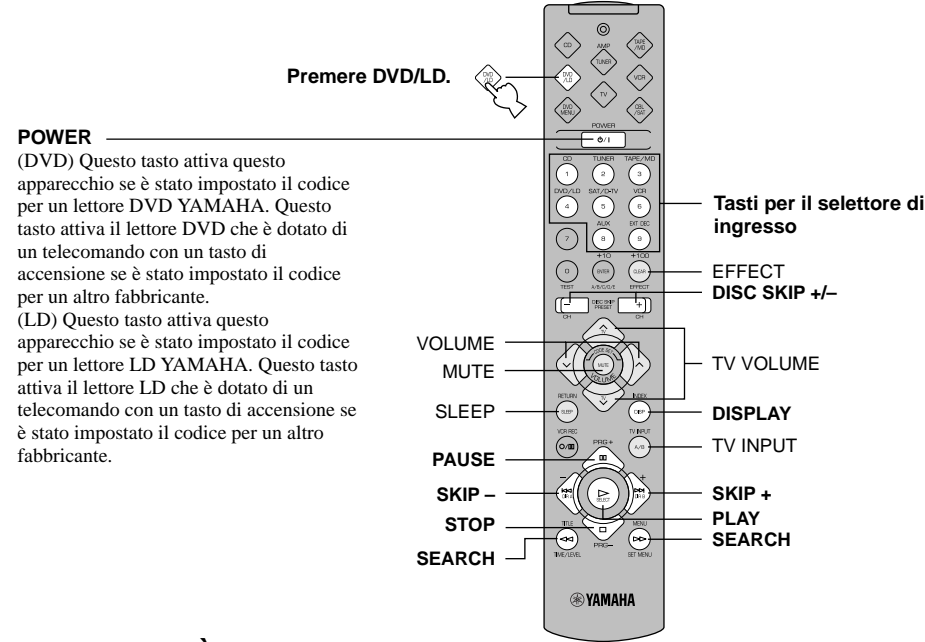 Premere DVD/LD.
DVD
/LD
POWER
(DVD) Questo tasto attiva questo
apparecchio se è stato impostato il codice
per un lettore DVD YAMAHA. Questo
tasto attiva il lettore DVD che è dotato di
un telecomando con un tasto di
accensione se è stato impostato il codice
per un altro fabbricante.
(LD) Questo tasto attiva questo
apparecchio se è stato impostato il codice
per un lettore LD YAMAHA. Questo tasto
attiva il lettore LD che è dotato di un
telecomando con un tasto di accensione se
è stato impostato il codice per un altro
fabbricante.
VOLUME
MUTE
SLEEP
PAUSE
SKIP –
STOP
SEARCH
CD
AMP
TAPE
/MD
TUNER
DVD
/LD
VCR
TV
DVD
MENU
CBL
/SAT
POWER
CD TUNER TAPE/MD
1 2 3
DVD/LD SAT/D-TV VCR
4 5 6
AUX EXT. DEC.
7 8 9
+10 +100
0 ENTER CLEAR
TEST A/B/C/D/E EFFECT
– DISC SKIP +
PRESET
CH CH
TV
MUTE
VOLUME
TV
RETURN INDEX
SLEEP DISP
VCR REC TV INPUT
A/B
PRG +
– +
SELECT
TITLE MENU
PRG –
TIME/LEVEL SET MENU
YAMAHA
Tasti per il selettore di
ingresso
EFFECT
DISC SKIP +/–
TV VOLUME
DISPLAY
TV INPUT
SKIP +
PLAY
SEARCH